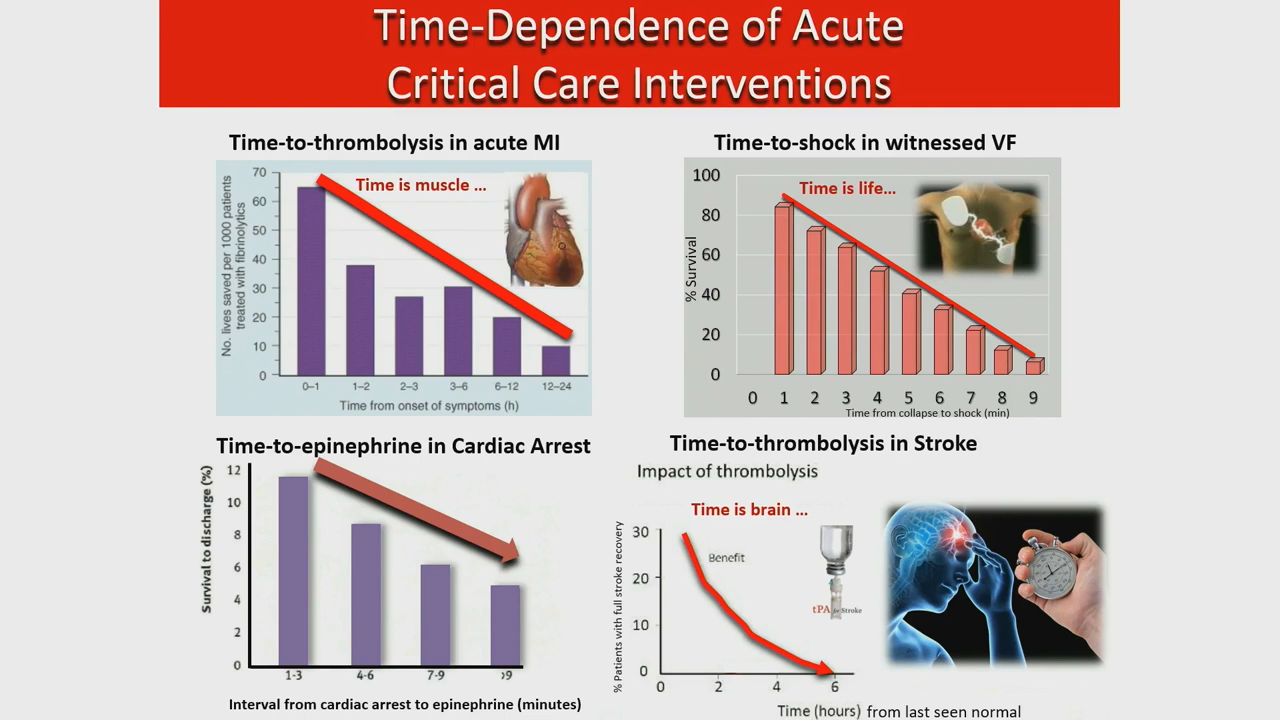 Time-Dependence of Acute
Critical Care Interventions
Time-to-thrombolysis in acute MI
No. lives saved per 1000 patients
treated with fibrinolytics
70
60
50
40
30
20
10
0
Time is muscle ...
0–1 1–2 2–3 3–6 6–12 12–24
Time from onset of symptoms (h)
Time-to-shock in witnessed VF
% Survival
100
80
60
40
20
0
Time is life...
0 1 2 3 4 5 6 7 8 9
Time from collapse to shock (min)
Time-to-epinephrine in Cardiac Arrest
Survival to discharge (%)
12
10
8
6
4
2
0
1-3 4-6 7-9 >9
Interval from cardiac arrest to epinephrine (minutes)
Time-to-thrombolysis in Stroke
Impact of thrombolysis
Time is brain ...
% Patients with full stroke recovery
30
20
10
0
Benefit
tPA for Stroke
0 2 4 6
Time (hours) from last seen normal